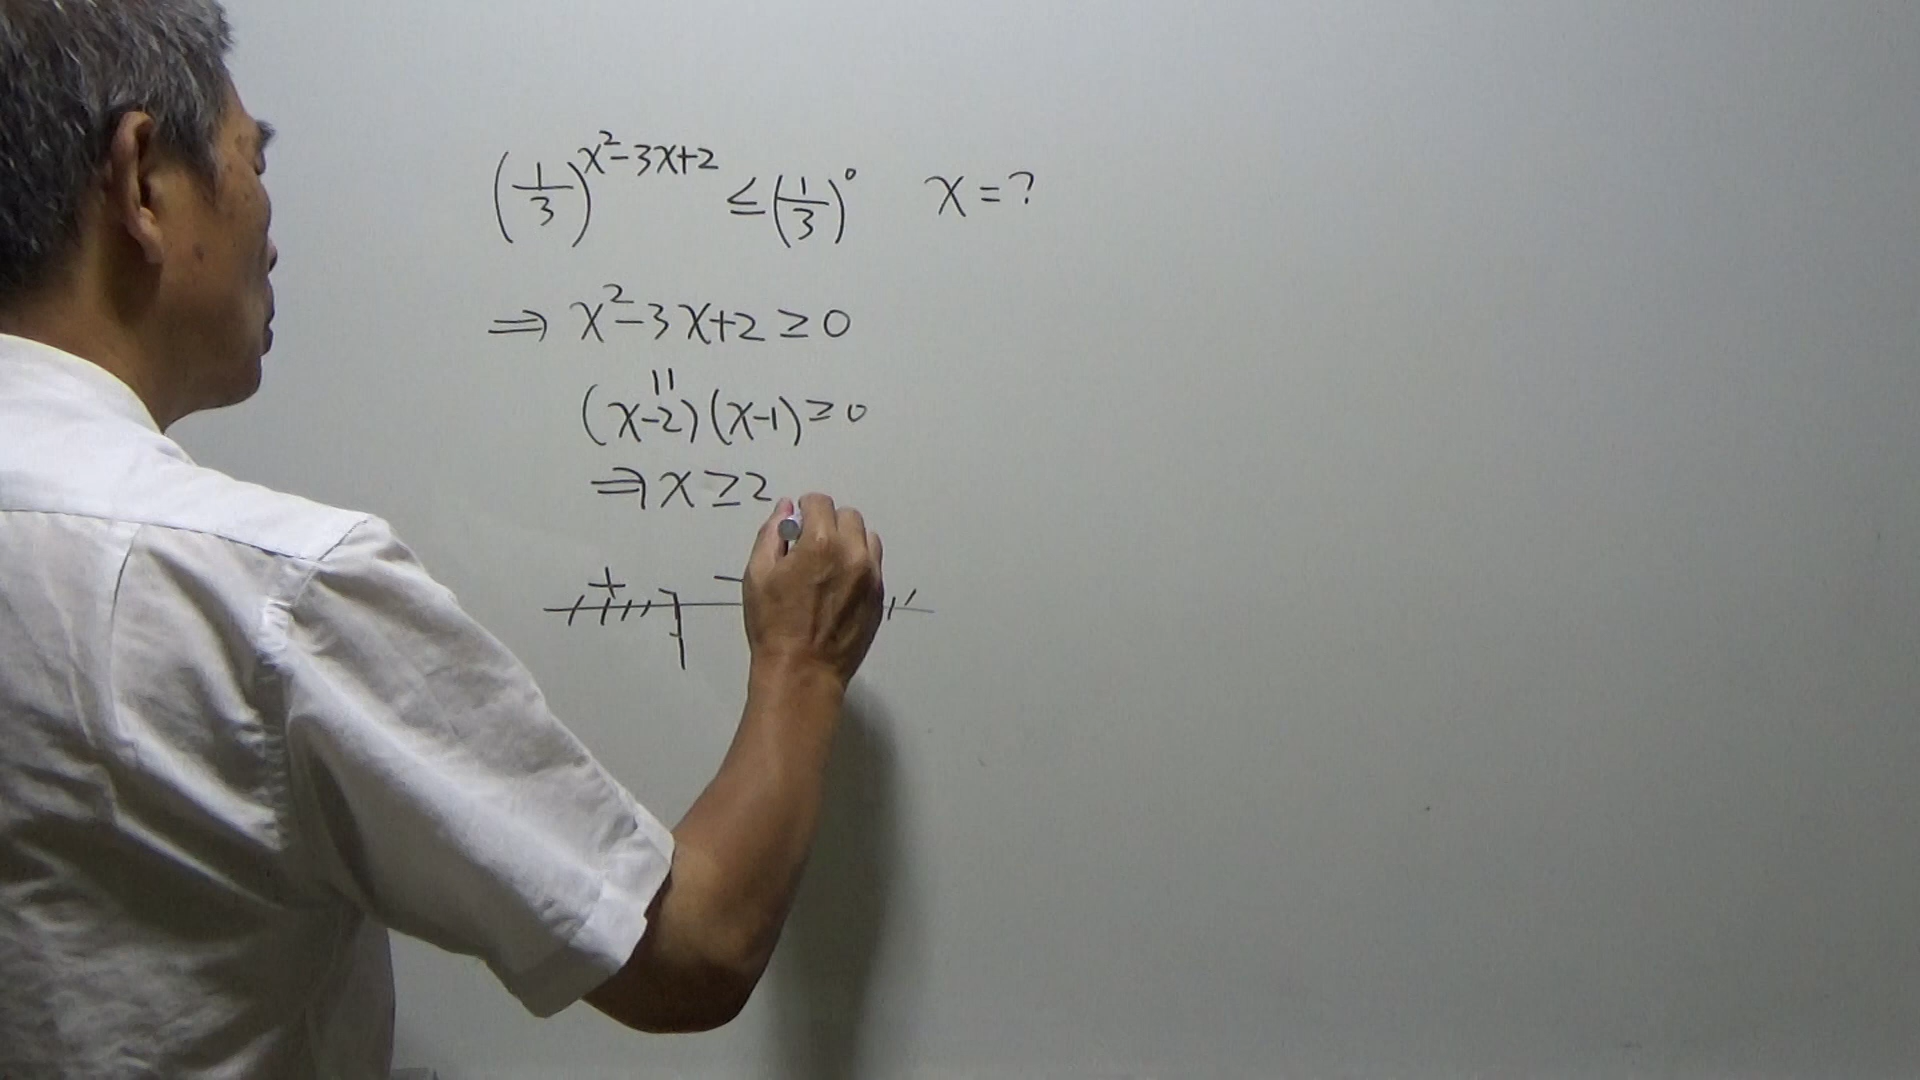 (1/3)^(x²-3x+2) ≤ (1/3)⁰ x = ?
⇒ x²-3x+2 ≥ 0
||
(x-2)(x-1) ≥ 0
⇒ x ≥ 2
+ −